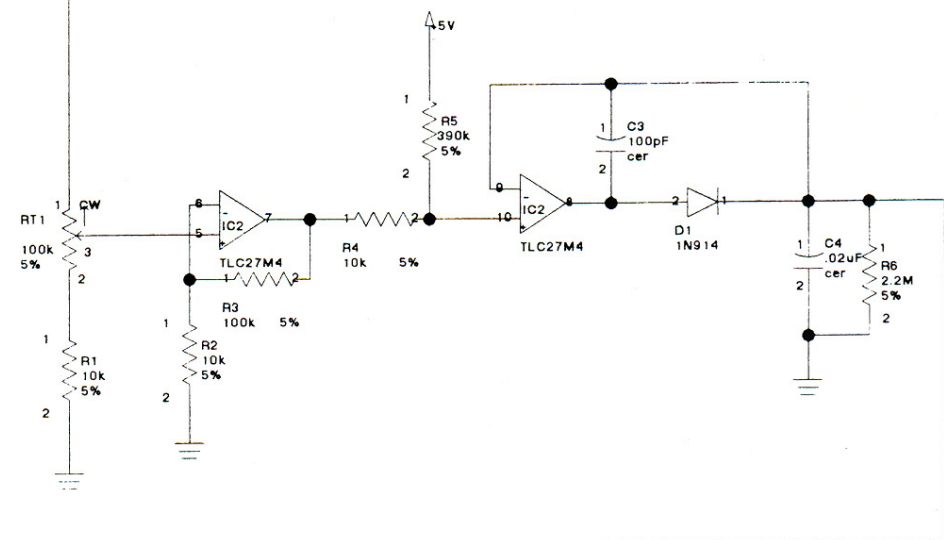 +5V
1
R5
390k
5%
2
1
C3
100pF
cer
2
9
10
-
+
IC2
8
TLC27M4
1
CW
RT1
100k
5%
3
2
6
5
-
+
IC2
7
TLC27M4
1
2
R3
100k 5%
1
2
R4
10k 5%
2
1
D1
1N914
1
C4
.02uF
cer
2
1
R6
2.2M
5%
2
1
R1
10k
5%
2
1
R2
10k
5%
2